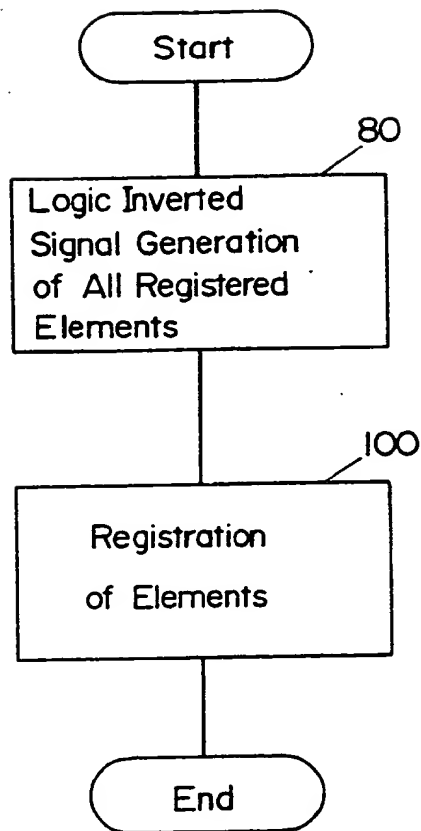 Start
80
Logic Inverted
Signal Generation
of All Registered
Elements
100
Registration
of Elements
End